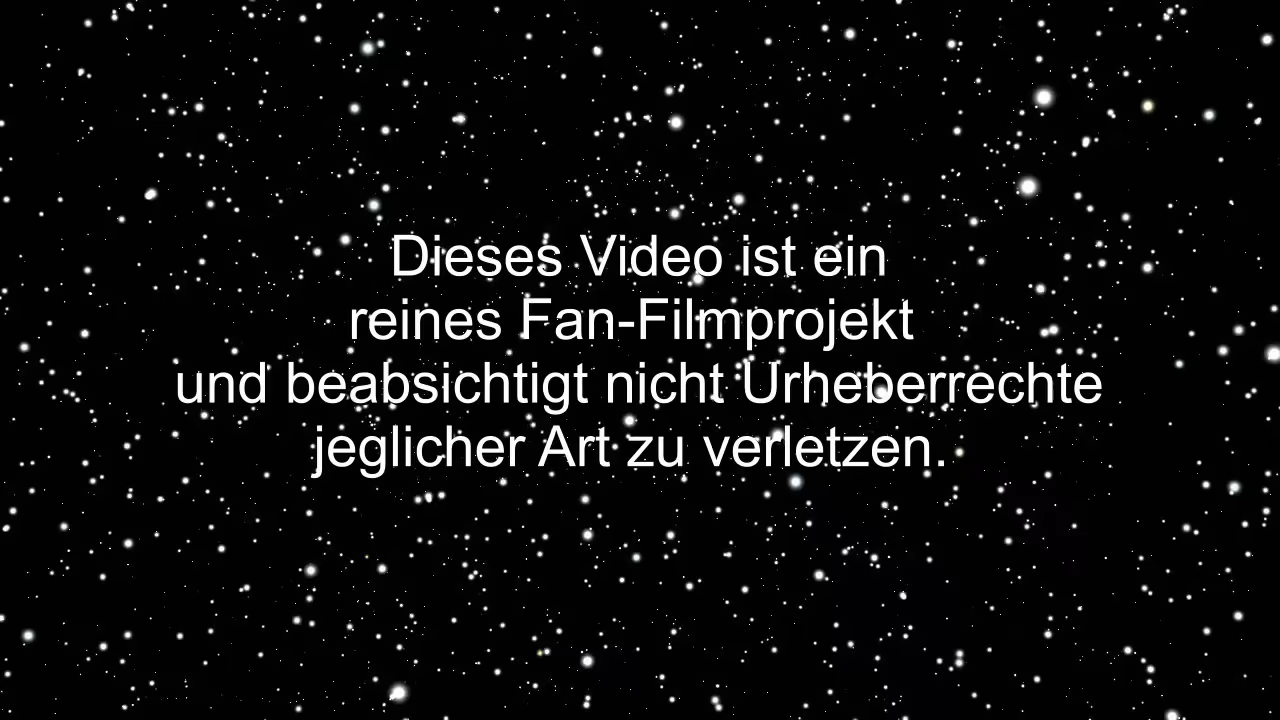 Dieses Video ist ein
reines Fan-Filmprojekt
und beabsichtigt nicht Urheberrechte
jeglicher Art zu verletzen.